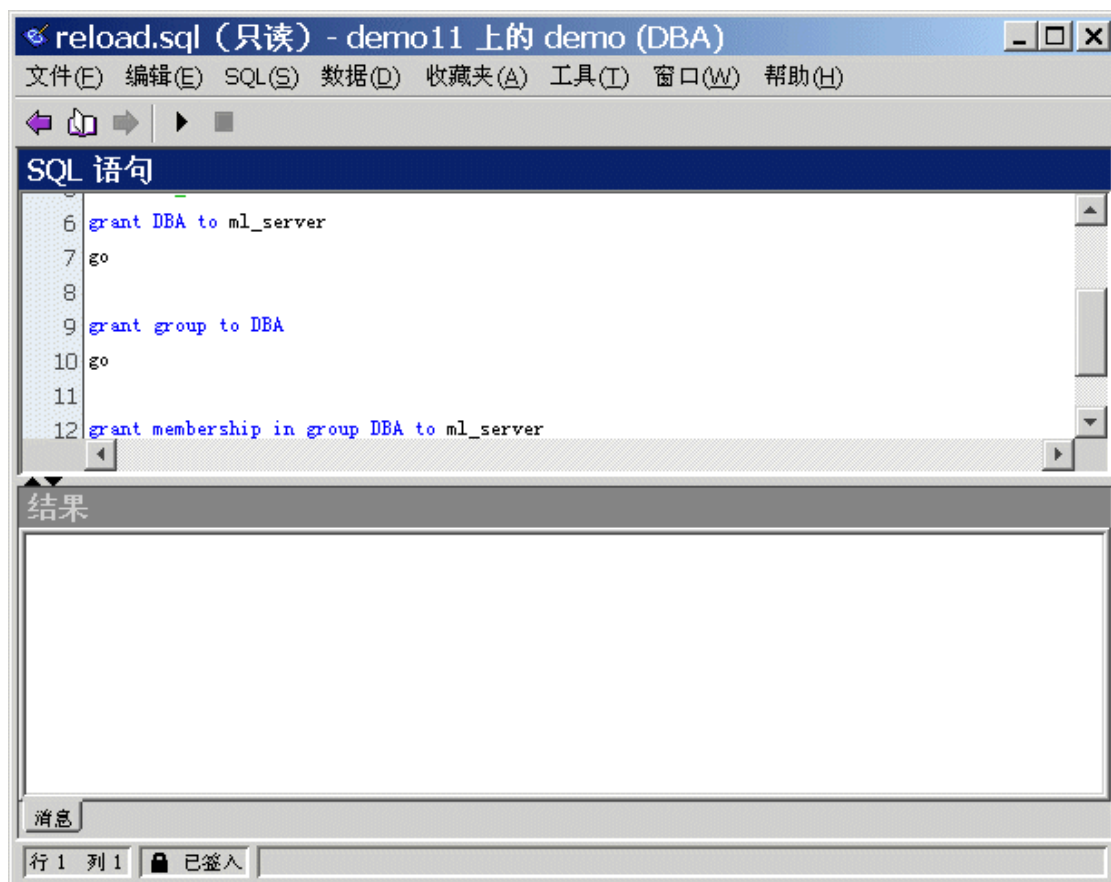 reload.sql（只读）- demo11 上的 demo (DBA)
文件(F) 编辑(E) SQL(S) 数据(D) 收藏夹(A) 工具(T) 窗口(W) 帮助(H)
SQL 语句
6 grant DBA to ml_server
7 go
8
9 grant group to DBA
10 go
11
12 grant membership in group DBA to ml_server
结果
消息
行 1 列 1 已签入